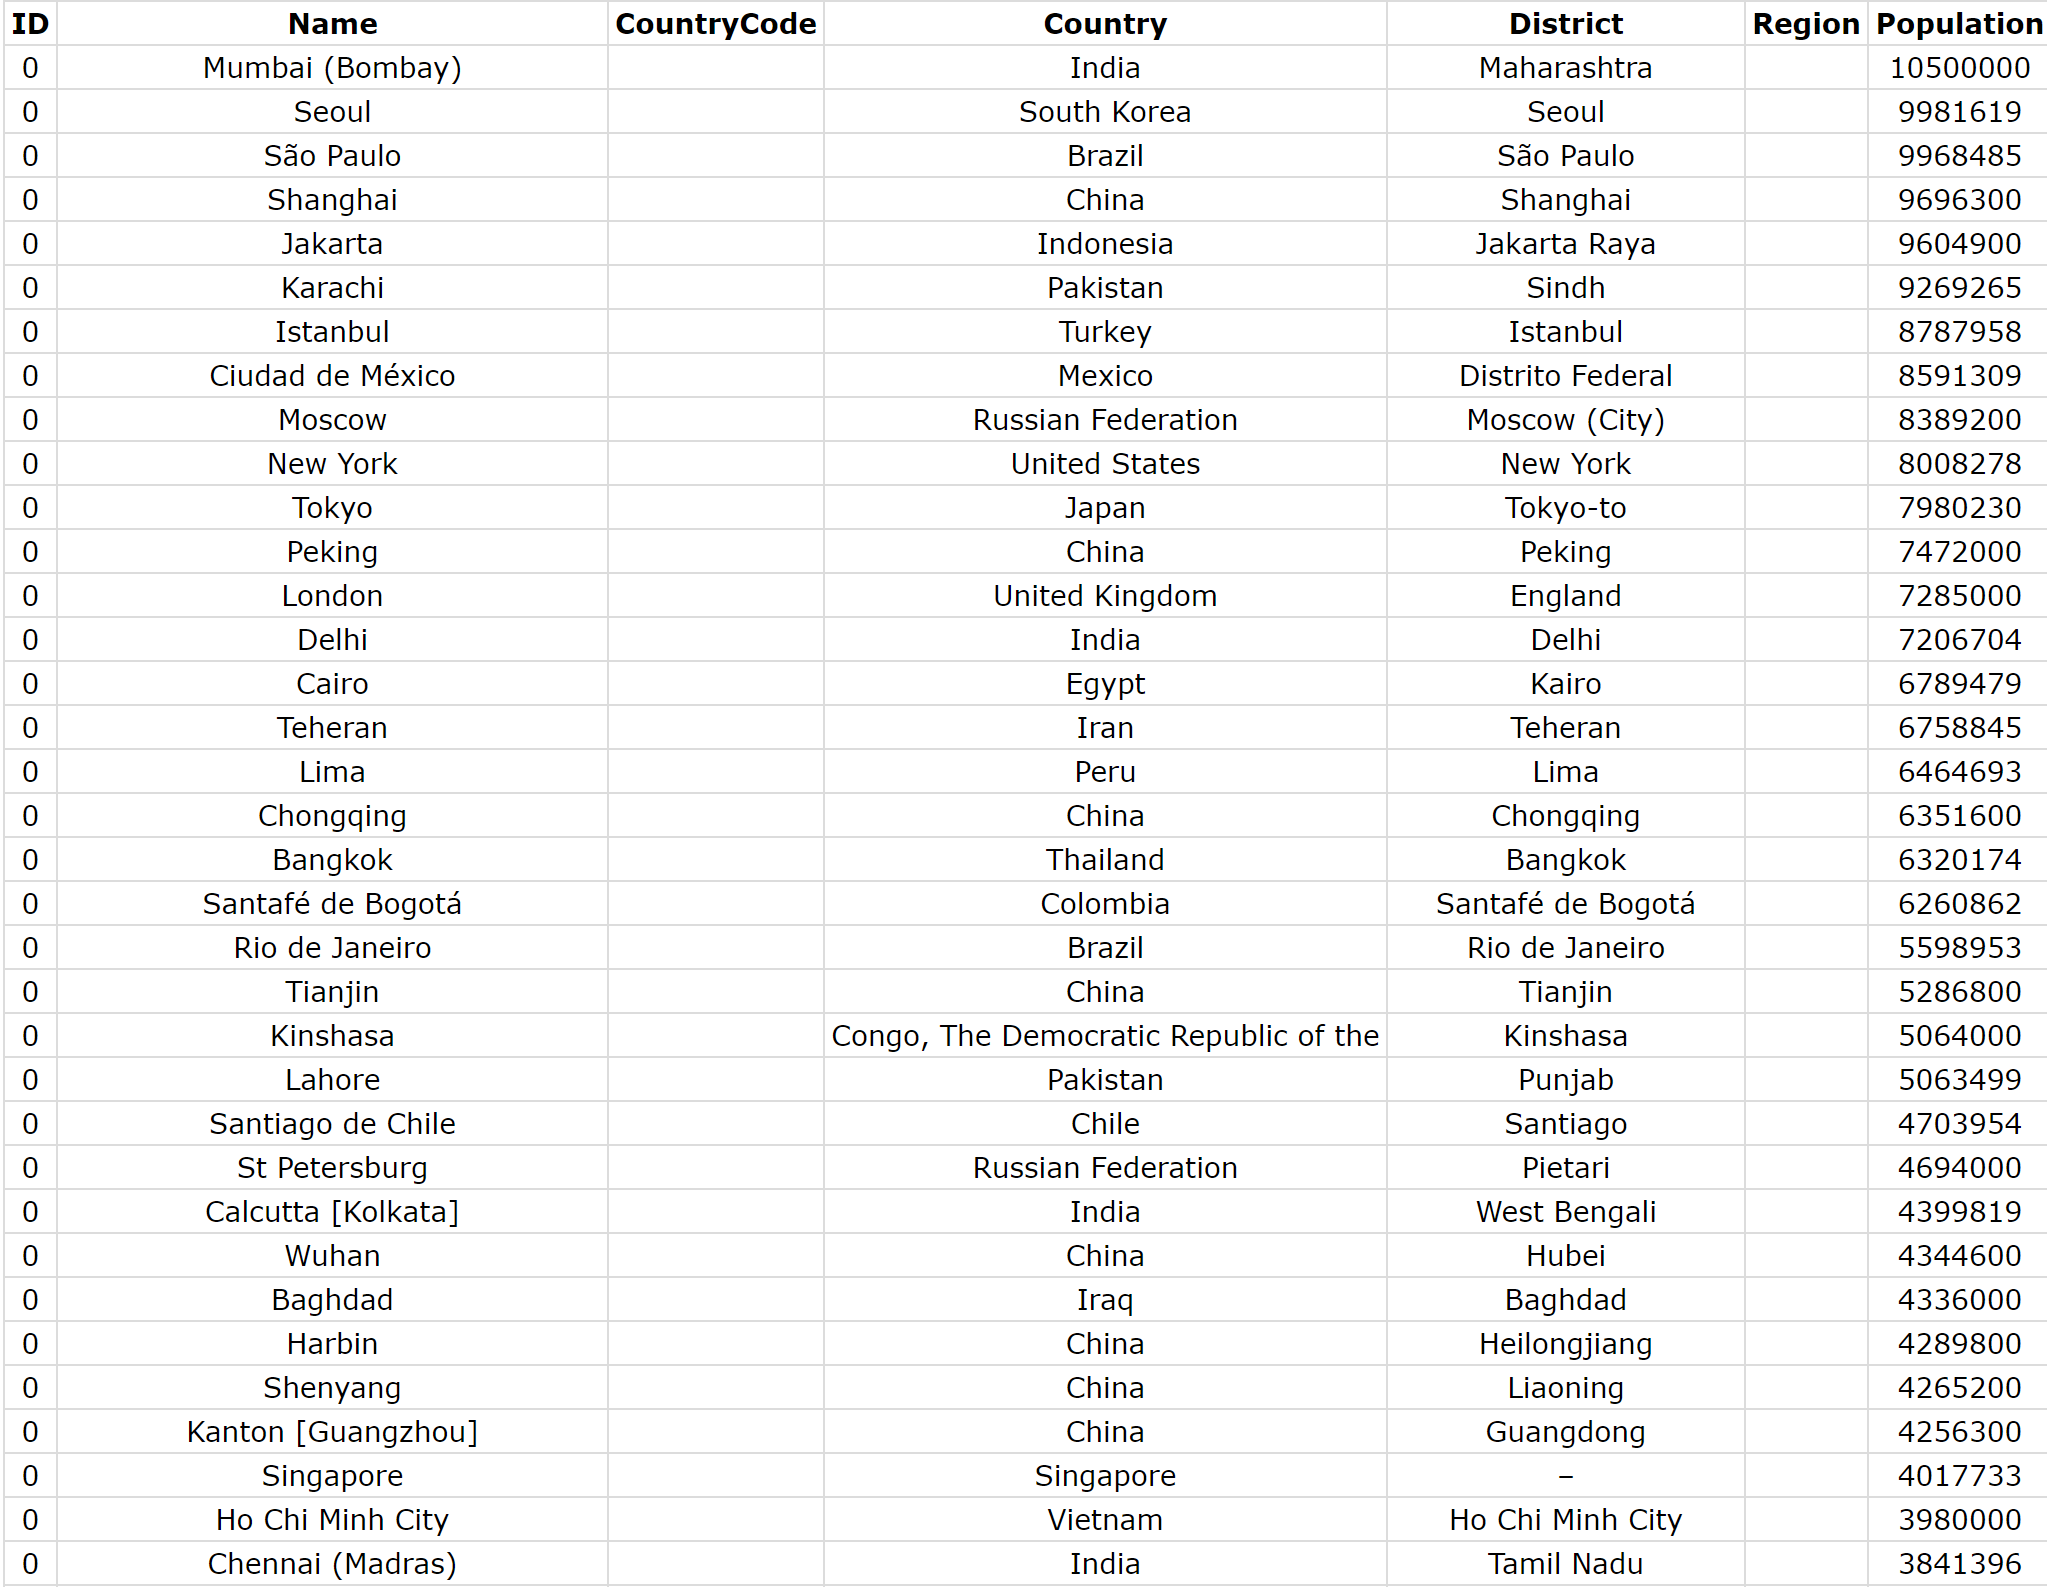 ID Name CountryCode Country District Region Population
0 Mumbai (Bombay) India Maharashtra 10500000
0 Seoul South Korea Seoul 9981619
0 São Paulo Brazil São Paulo 9968485
0 Shanghai China Shanghai 9696300
0 Jakarta Indonesia Jakarta Raya 9604900
0 Karachi Pakistan Sindh 9269265
0 Istanbul Turkey Istanbul 8787958
0 Ciudad de México Mexico Distrito Federal 8591309
0 Moscow Russian Federation Moscow (City) 8389200
0 New York United States New York 8008278
0 Tokyo Japan Tokyo-to 7980230
0 Peking China Peking 7472000
0 London United Kingdom England 7285000
0 Delhi India Delhi 7206704
0 Cairo Egypt Kairo 6789479
0 Teheran Iran Teheran 6758845
0 Lima Peru Lima 6464693
0 Chongqing China Chongqing 6351600
0 Bangkok Thailand Bangkok 6320174
0 Santafé de Bogotá Colombia Santafé de Bogotá 6260862
0 Rio de Janeiro Brazil Rio de Janeiro 5598953
0 Tianjin China Tianjin 5286800
0 Kinshasa Congo, The Democratic Republic of the Kinshasa 5064000
0 Lahore Pakistan Punjab 5063499
0 Santiago de Chile Chile Santiago 4703954
0 St Petersburg Russian Federation Pietari 4694000
0 Calcutta [Kolkata] India West Bengali 4399819
0 Wuhan China Hubei 4344600
0 Baghdad Iraq Baghdad 4336000
0 Harbin China Heilongjiang 4289800
0 Shenyang China Liaoning 4265200
0 Kanton [Guangzhou] China Guangdong 4256300
0 Singapore Singapore – 4017733
0 Ho Chi Minh City Vietnam Ho Chi Minh City 3980000
0 Chennai (Madras) India Tamil Nadu 3841396